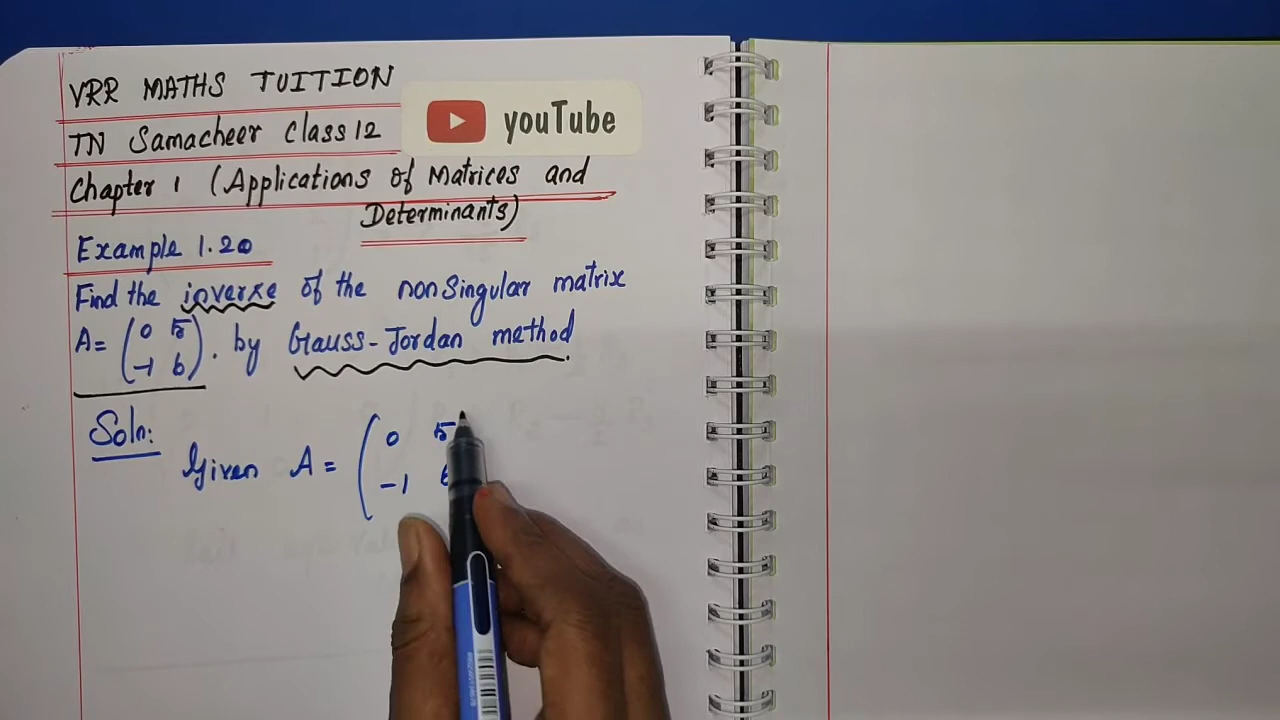 VRR MATHS TUITION
TN Samacheer Class 12
youTube
Chapter 1 (Applications of Matrices and
Determinants)
Example 1.20
Find the inverse of the nonSingular matrix
A= (0 5
-1 6). by Gauss-Jordan method.
Soln:
Given A = (0 5
-1 6